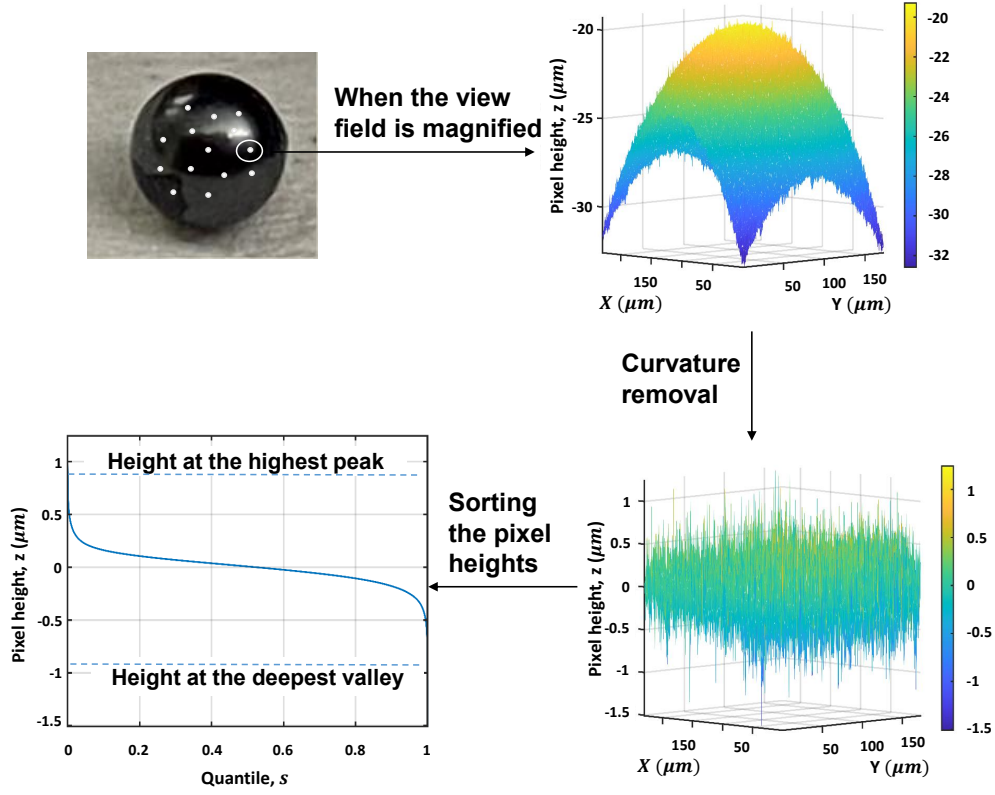 When the view
field is magnified
Pixel height, z (μm)
-20
-25
-30
150
50
X (μm)
50
100
150
Y (μm)
-20
-22
-24
-26
-28
-30
-32
Curvature
removal
Pixel height, z (μm)
1
0.5
0
-0.5
-1
-1.5
150
50
X (μm)
50
100
150
Y (μm)
1
0.5
0
-0.5
-1
-1.5
Sorting
the pixel
heights
Pixel height, z (μm)
1
0.5
0
-0.5
-1
-1.5
Height at the highest peak
Height at the deepest valley
0
0.2
0.4
0.6
0.8
1
Quantile, s